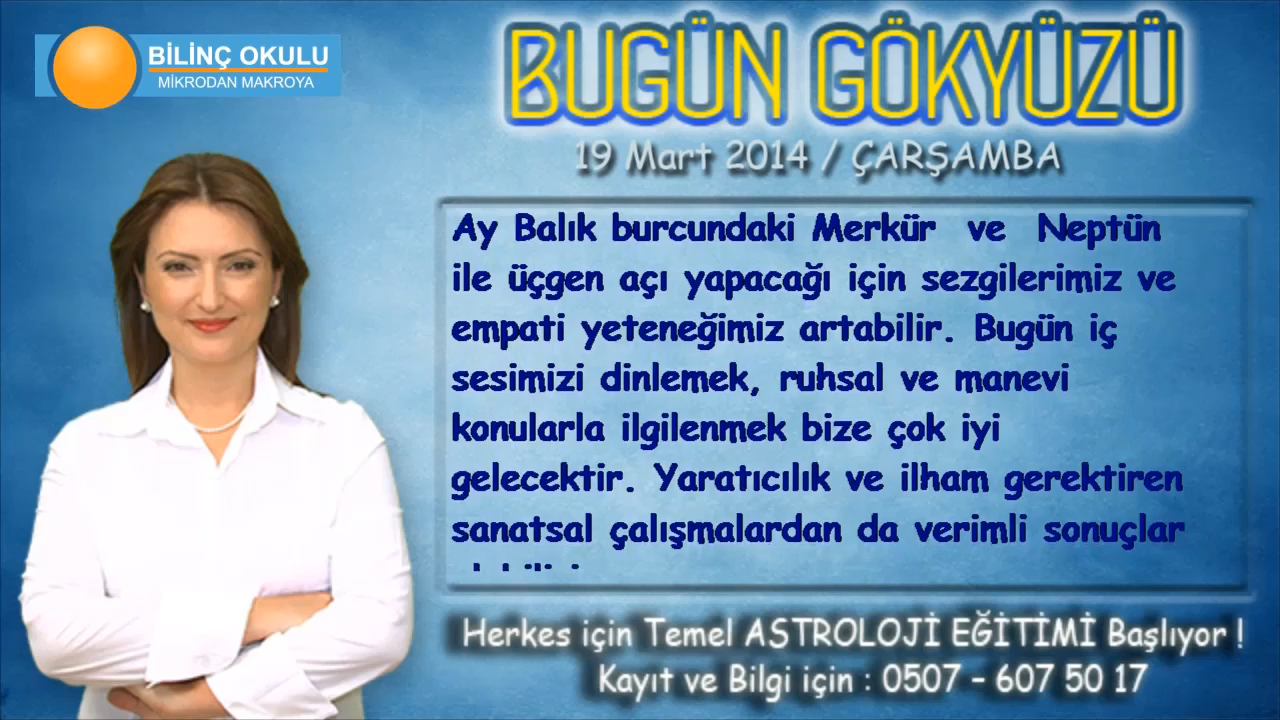 BİLİNÇ OKULU
MİKRODAN MAKROYA
BUGÜN GÖKYÜZÜ
19 Mart 2014 / ÇARŞAMBA
Ay Balık burcundaki Merkür ve Neptün
ile üçgen açı yapacağı için sezgilerimiz ve
empati yeteneğimiz artabilir. Bugün iç
sesimizi dinlemek, ruhsal ve manevi
konularla ilgilenmek bize çok iyi
gelecektir. Yaratıcılık ve ilham gerektiren
sanatsal çalışmalardan da verimli sonuçlar
Herkes için Temel ASTROLOJİ EĞİTİMİ Başlıyor !
Kayıt ve Bilgi için : 0507 - 607 50 17